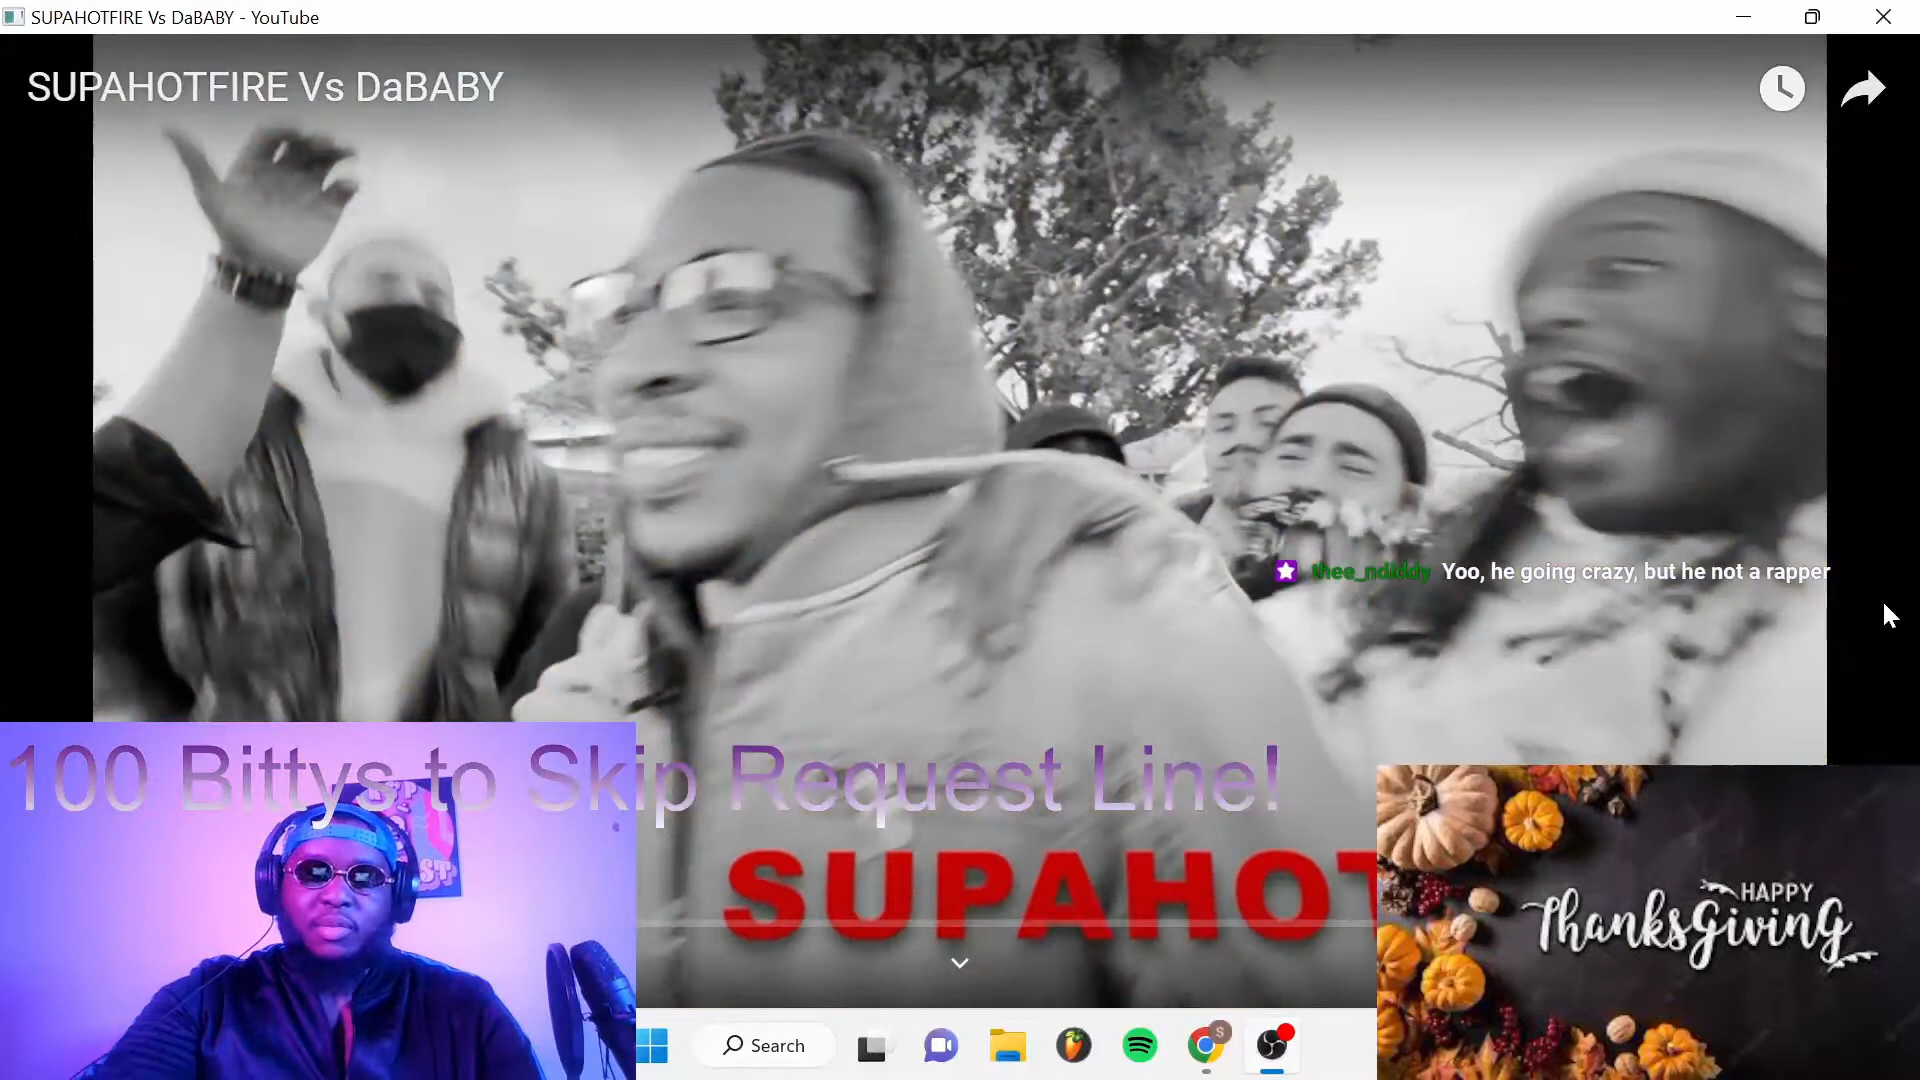 SUPAHOTFIRE Vs DaBABY - YouTube
SUPAHOTFIRE Vs DaBABY
thee_ndiddy Yoo, he going crazy, but he not a rapper
100 Bittys to Skip Request Line!
SUPAHOT
HAPPY
Thanksgiving
Search
S